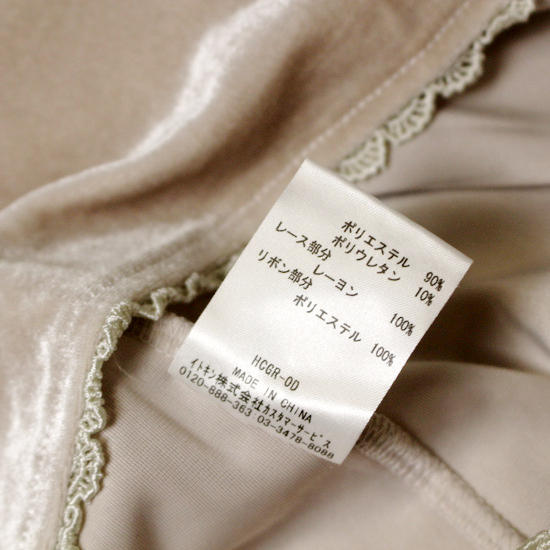 ポリエステル 90%
ポリウレタン 10%
レース部分
レーヨン 100%
リボン部分
ポリエステル 100%
HCGR-0D
MADE IN CHINA
イトキン株式会社カスタマーサービス
0120-888-363 03-3478-8088